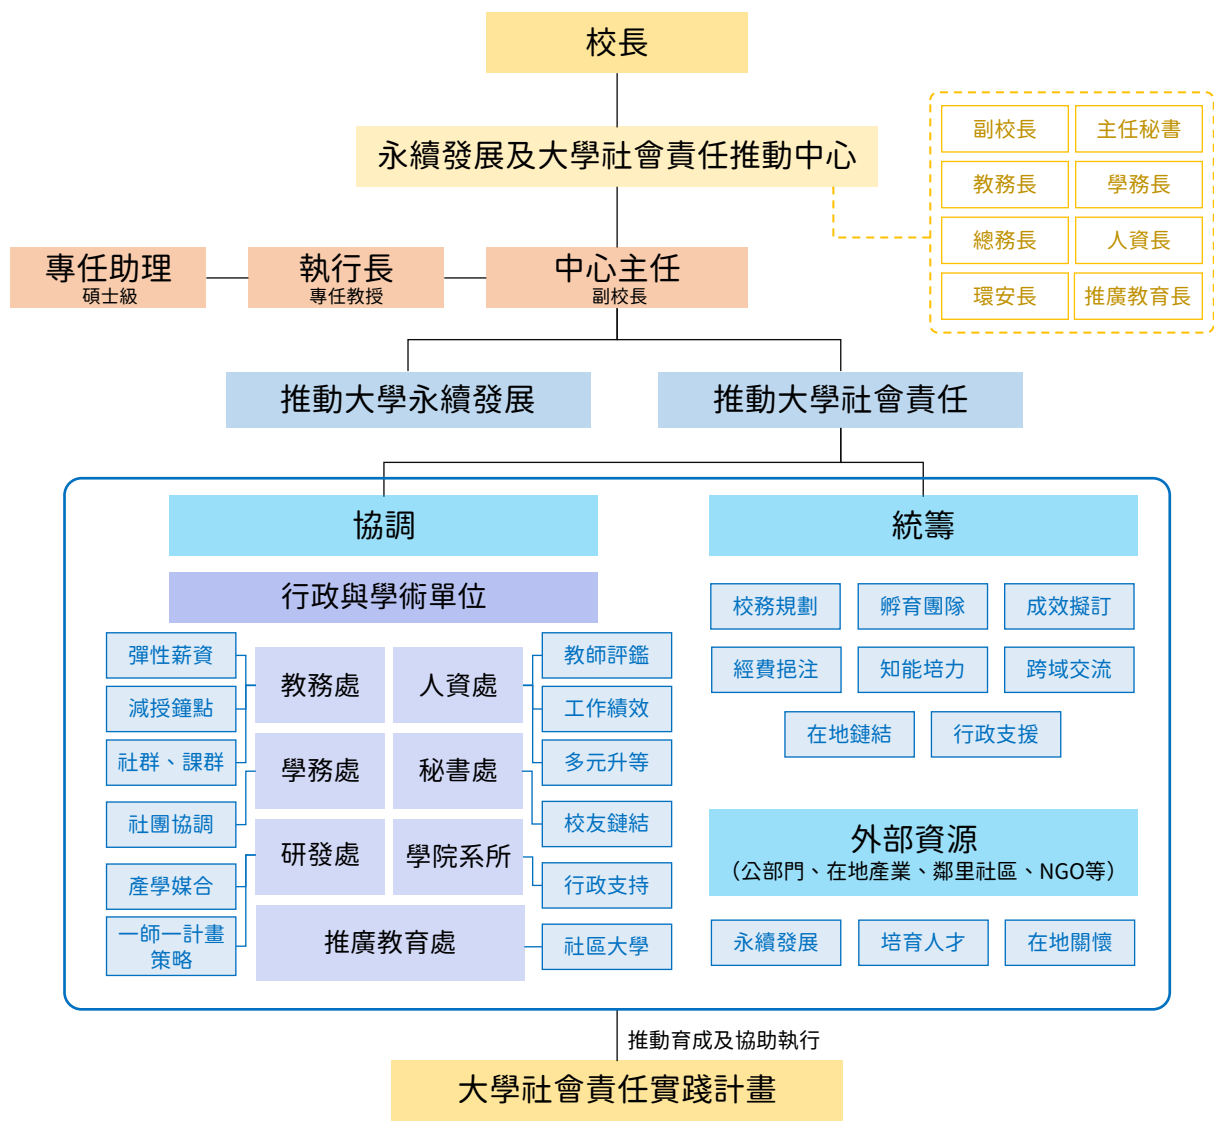 校長
永續發展及大學社會責任推動中心
副校長
主任秘書
教務長
學務長
總務長
人資長
環安長
推廣教育長
專任助理
碩士級
執行長
專任教授
中心主任
副校長
推動大學永續發展
推動大學社會責任
協調
行政與學術單位
彈性薪資
減授鐘點
社群、課群
社團協調
產學媒合
一師一計畫
策略
教務處
人資處
學務處
秘書處
研發處
學院系所
推廣教育處
教師評鑑
工作績效
多元升等
校友鏈結
行政支持
社區大學
統籌
校務規劃
孵育團隊
成效擬訂
經費挹注
知能培力
跨域交流
在地鏈結
行政支援
外部資源
（公部門、在地產業、鄰里社區、NGO等）
永續發展
培育人才
在地關懷
推動育成及協助執行
大學社會責任實踐計畫